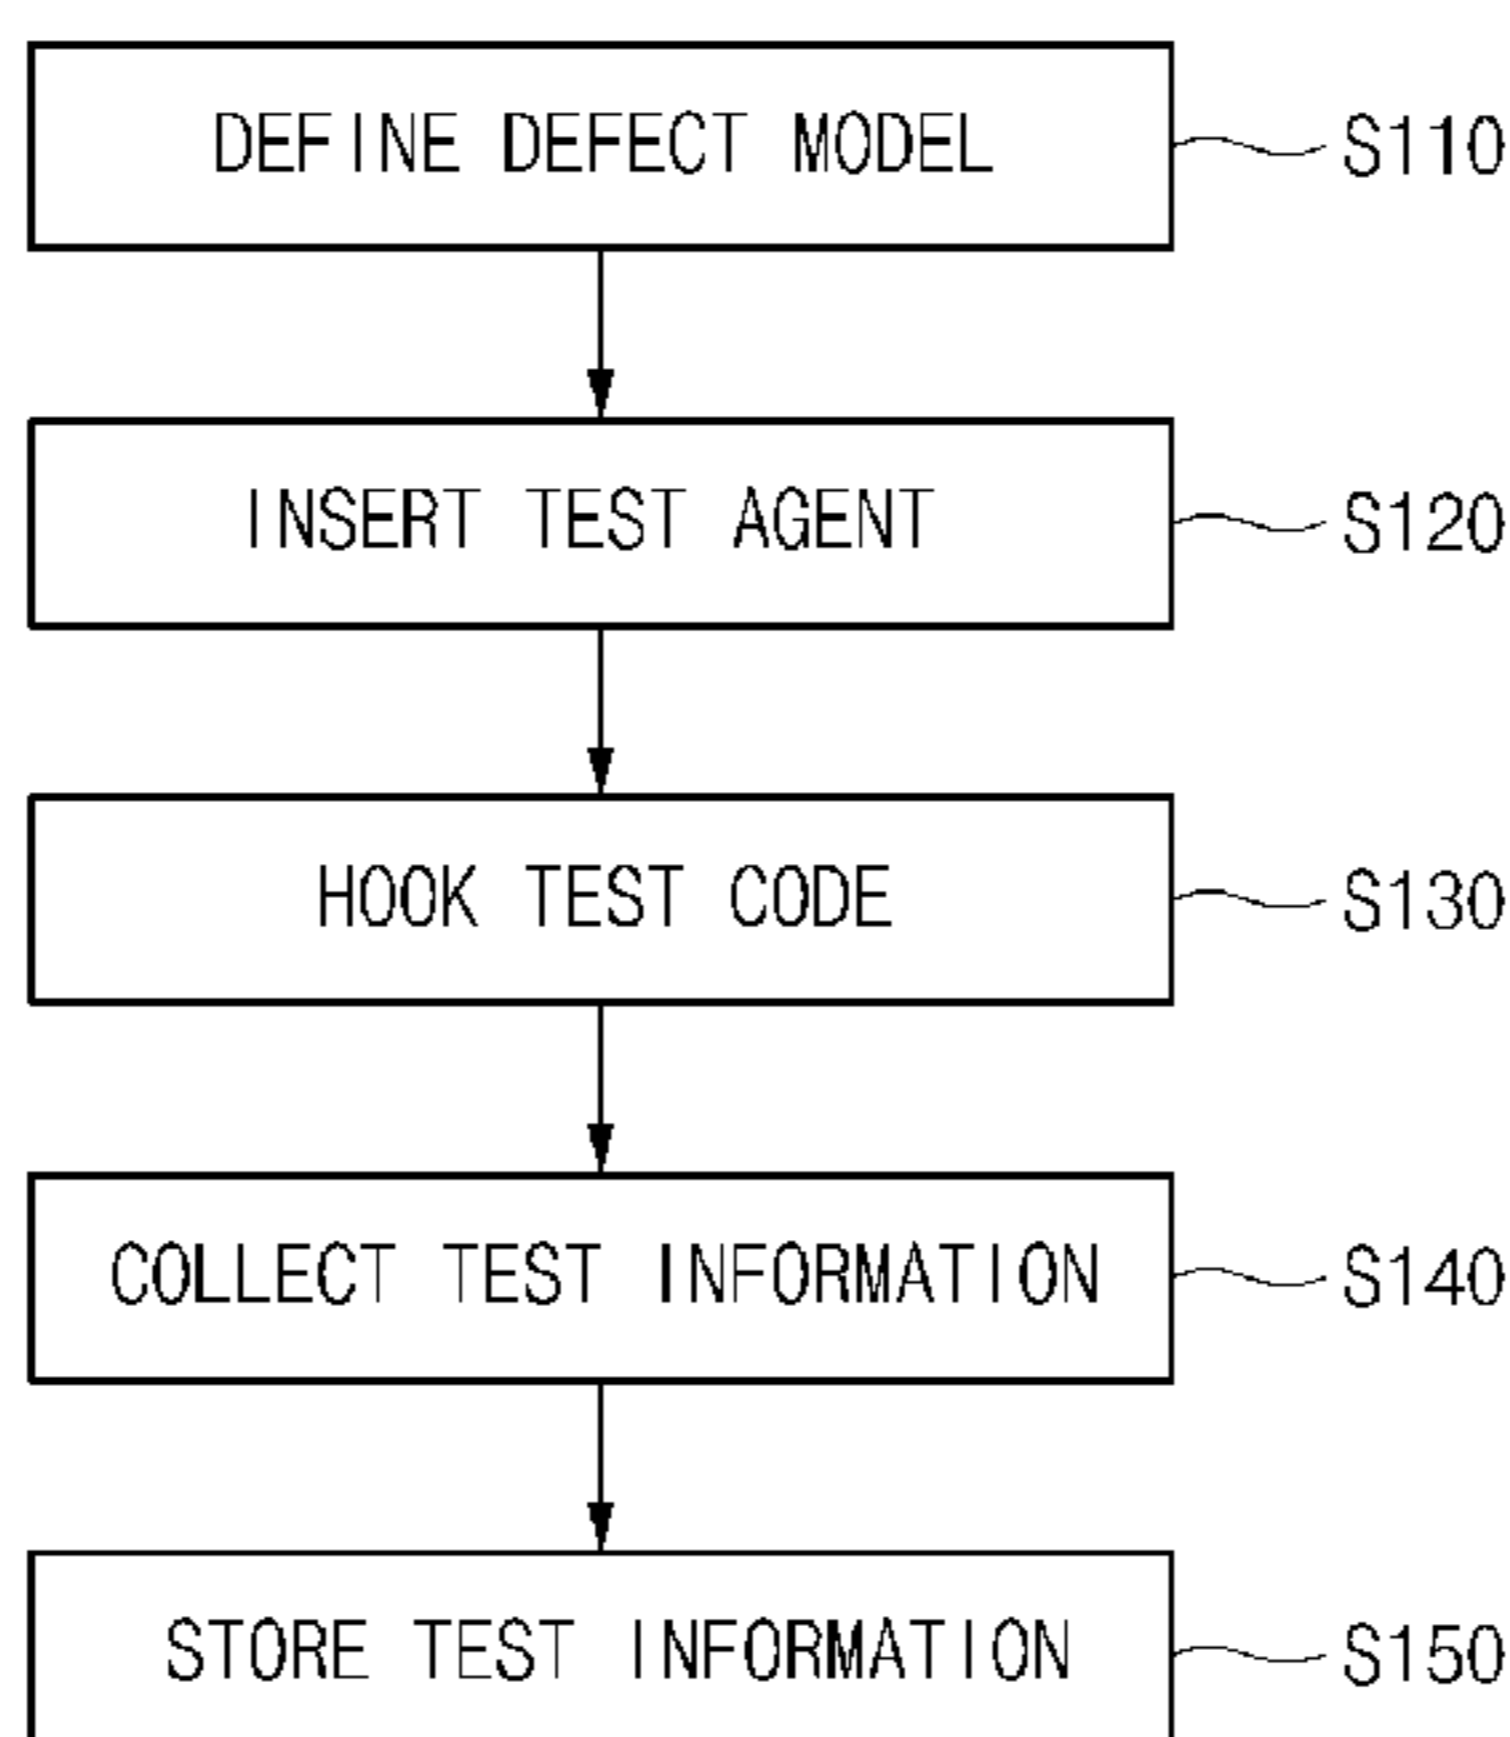 DEFINE DEFECT MODEL S110
INSERT TEST AGENT S120
HOOK TEST CODE S130
COLLECT TEST INFORMATION S140
STORE TEST INFORMATION S150